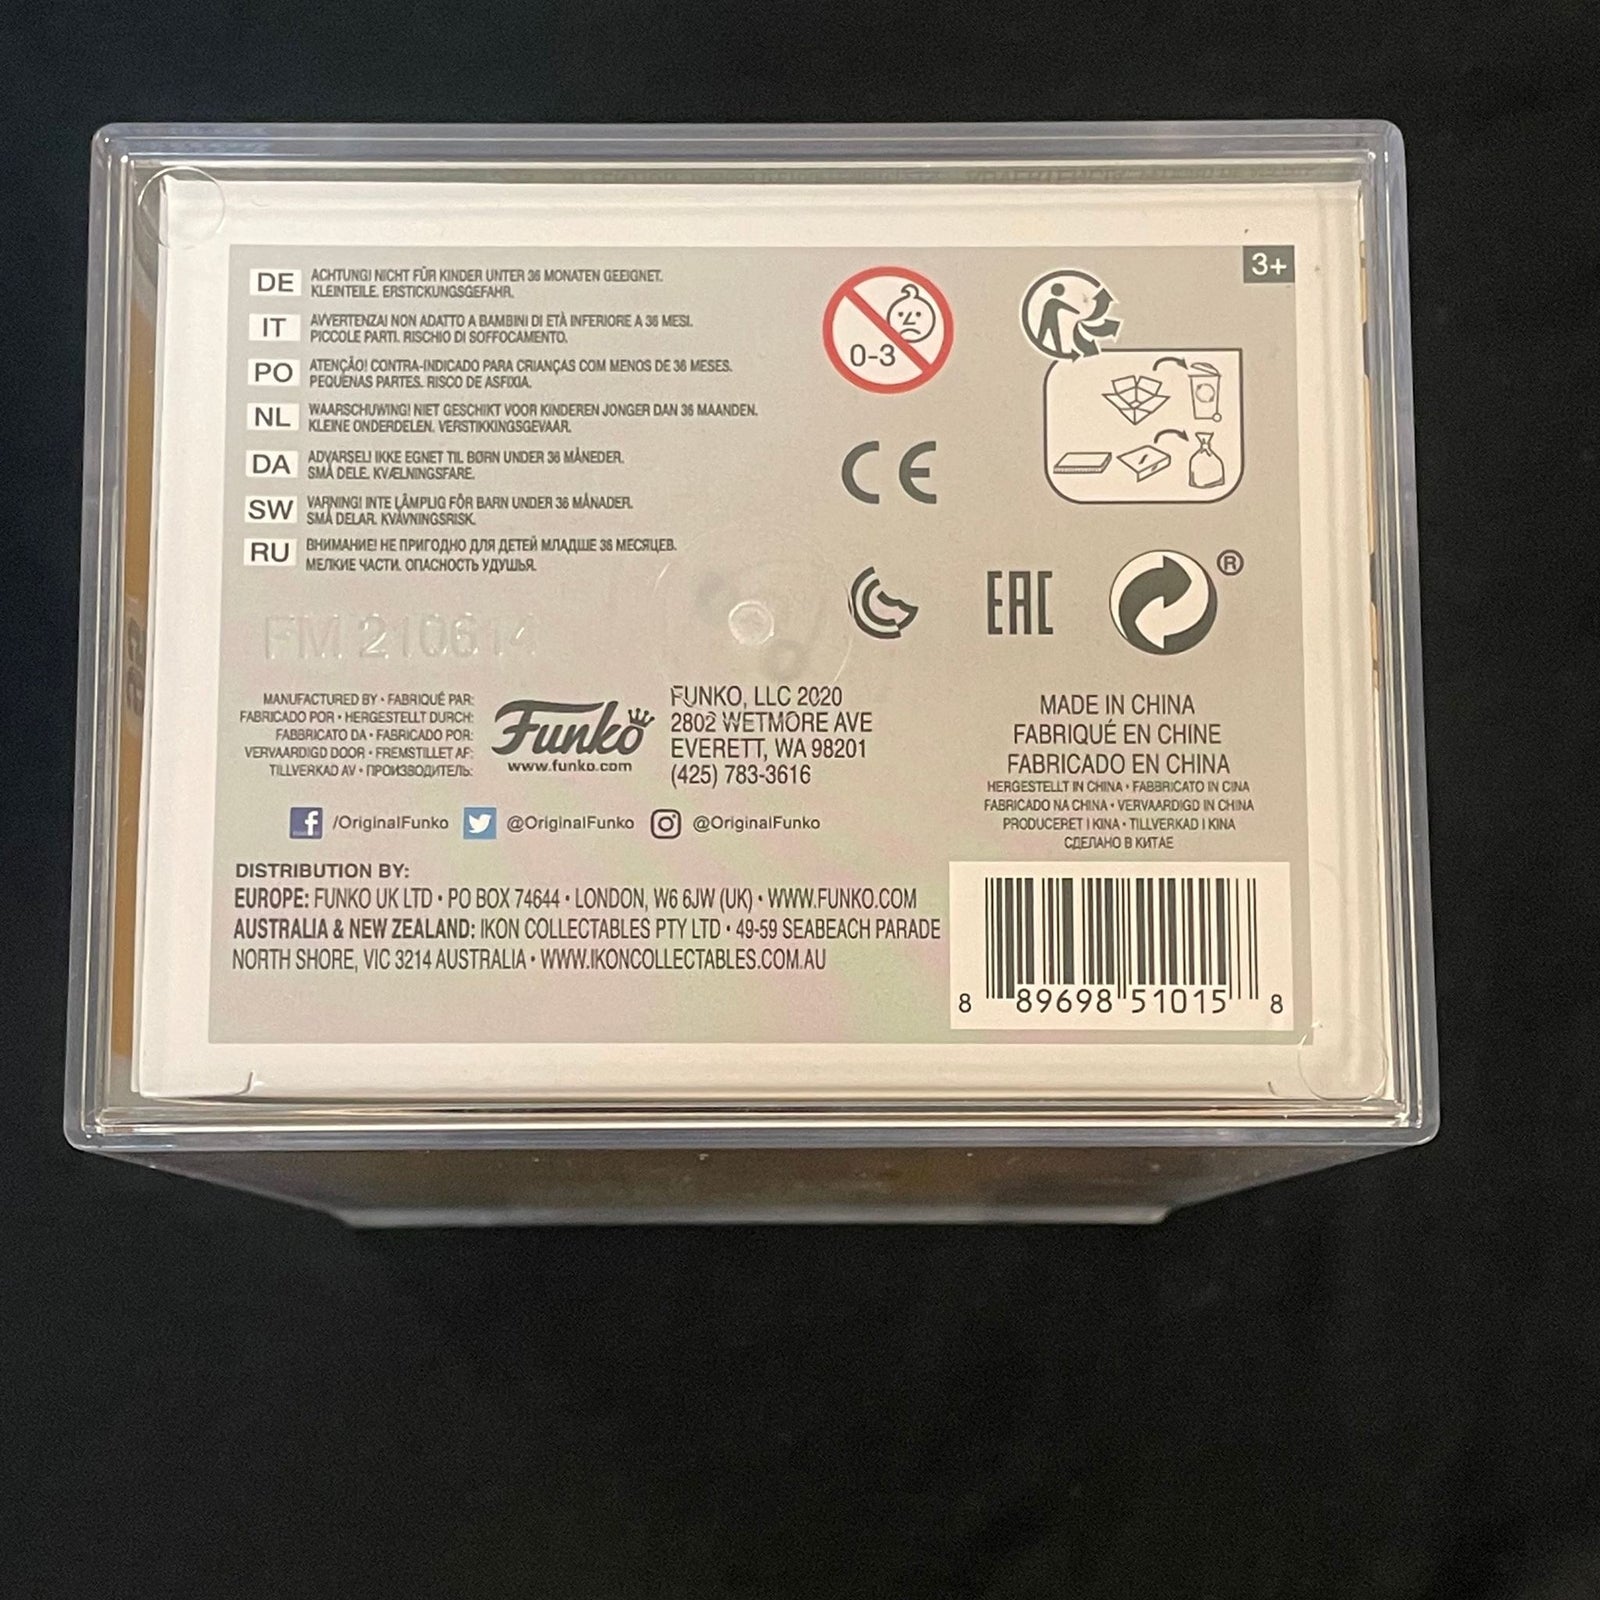 3+
DE ACHTUNG! NICHT FÜR KINDER UNTER 36 MONATEN GEEIGNET.
KLEINTEILE. ERSTICKUNGSGEFAHR.
IT AVVERTENZA! NON ADATTO A BAMBINI DI ETÀ INFERIORE A 36 MESI.
PICCOLE PARTI. RISCHIO DI SOFFOCAMENTO.
PO ATENÇÃO! CONTRA-INDICADO PARA CRIANÇAS COM MENOS DE 36 MESES.
PEQUENAS PARTES. RISCO DE ASFIXIA.
NL WAARSCHUWING! NIET GESCHIKT VOOR KINDEREN JONGER DAN 36 MAANDEN.
KLEINE ONDERDELEN. VERSTIKKINGSGEVAAR.
DA ADVARSEL! IKKE EGNET TIL BØRN UNDER 36 MÅNEDER.
SMÅ DELE. KVÆLNINGSFARE.
SW VARNING! INTE LÄMPLIG FÖR BARN UNDER 36 MÅNADER.
SMÅ DELAR. KVÄVNINGSRISK.
RU ВНИМАНИЕ! НЕ ПРИГОДНО ДЛЯ ДЕТЕЙ МЛАДШЕ 36 МЕСЯЦЕВ.
МЕЛКИЕ ЧАСТИ. ОПАСНОСТЬ УДУШЬЯ.
0-3
CE
EAC
®
FM 210614
MANUFACTURED BY • FABRIQUÉ PAR:
FABRICADO POR • HERGESTELLT DURCH:
FABBRICATO DA • FABRICADO POR:
VERVAARDIGD DOOR • FREMSTILLET AF:
TILLVERKAD AV • ПРОИЗВОДИТЕЛЬ:
Funko
www.funko.com
FUNKO, LLC 2020
2802 WETMORE AVE
EVERETT, WA 98201
(425) 783-3616
MADE IN CHINA
FABRIQUÉ EN CHINE
FABRICADO EN CHINA
HERGESTELLT IN CHINA • FABBRICATO IN CINA
FABRICADO NA CHINA • VERVAARDIGD IN CHINA
PRODUCERET I KINA • TILLVERKAD I KINA
СДЕЛАНО В КИТАЕ
f /OriginalFunko @OriginalFunko @OriginalFunko
DISTRIBUTION BY:
EUROPE: FUNKO UK LTD • PO BOX 74644 • LONDON, W6 6JW (UK) • WWW.FUNKO.COM
AUSTRALIA & NEW ZEALAND: IKON COLLECTABLES PTY LTD • 49-59 SEABEACH PARADE
NORTH SHORE, VIC 3214 AUSTRALIA • WWW.IKONCOLLECTABLES.COM.AU
8 89698 51015 8